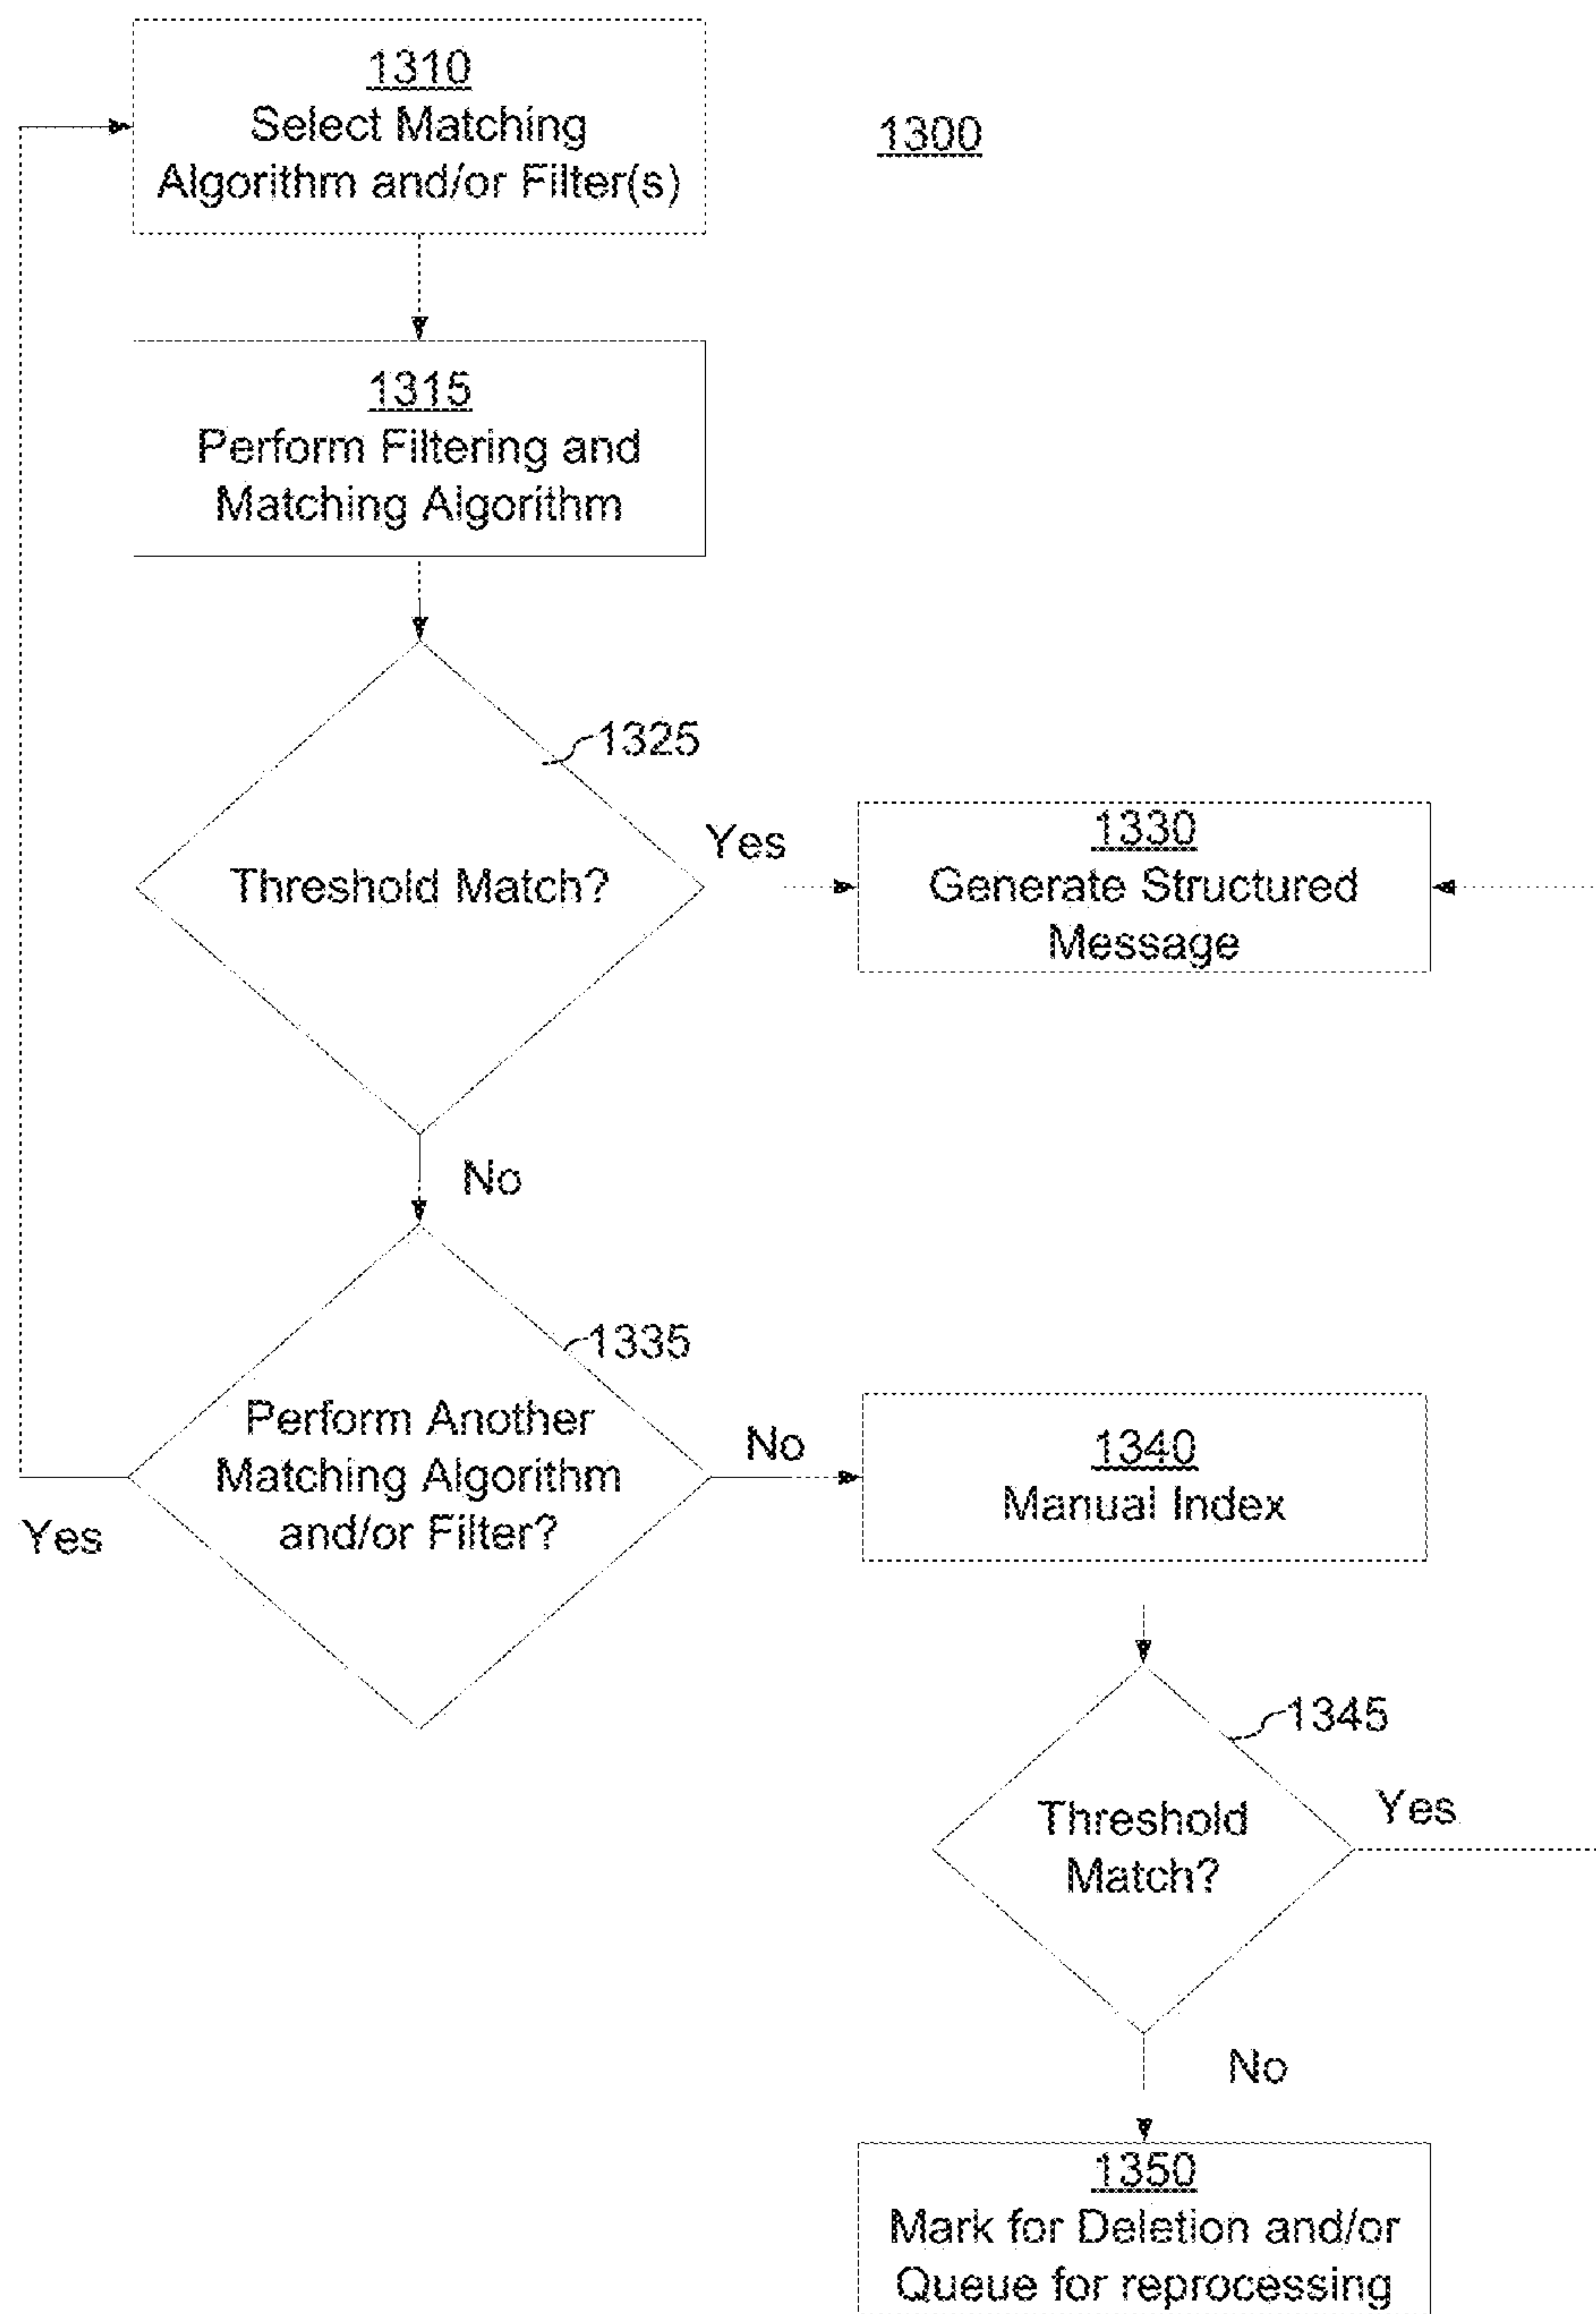 1310
Select Matching
Algorithm and/or Filter(s)
1300
1315
Perform Filtering and
Matching Algorithm
1325
Threshold Match?
Yes
1330
Generate Structured
Message
No
1335
Perform Another
Matching Algorithm
and/or Filter?
Yes
No
1340
Manual Index
1345
Threshold
Match?
Yes
No
1350
Mark for Deletion and/or
Queue for reprocessing